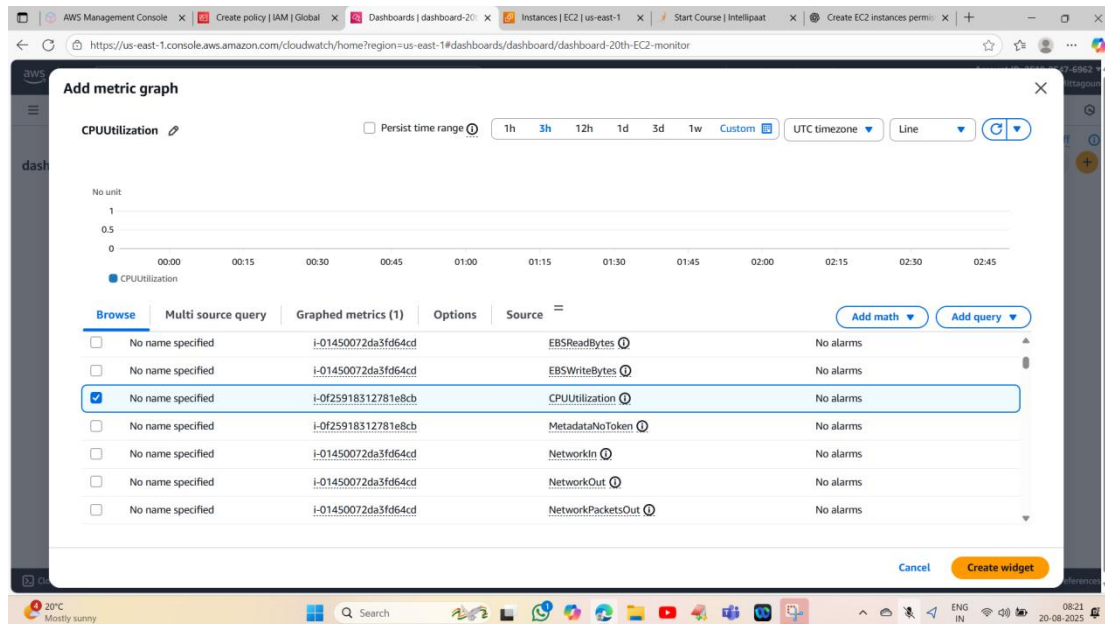 AWS Management Console
Create policy | IAM | Global
Dashboards | dashboard-20t
Instances | EC2 | us-east-1
Start Course | Intellipaat
Create EC2 instances permis
https://us-east-1.console.aws.amazon.com/cloudwatch/home?region=us-east-1#dashboards/dashboard/dashboard-20th-EC2-monitor
aws
Add metric graph
CPUUtilization
Persist time range
1h 3h 12h 1d 3d 1w Custom
UTC timezone
Line
dash
No unit
1
0.5
0
00:00 00:15 00:30 00:45 01:00 01:15 01:30 01:45 02:00 02:15 02:30 02:45
CPUUtilization
Browse Multi source query Graphed metrics (1) Options Source
Add math Add query
No name specified i-01450072da3fd64cd EBSReadBytes No alarms
No name specified i-01450072da3fd64cd EBSWriteBytes No alarms
No name specified i-0f25918312781e8cb CPUUtilization No alarms
No name specified i-0f25918312781e8cb MetadataNoToken No alarms
No name specified i-01450072da3fd64cd NetworkIn No alarms
No name specified i-01450072da3fd64cd NetworkOut No alarms
No name specified i-01450072da3fd64cd NetworkPacketsOut No alarms
Cancel Create widget
4 20°C
Mostly sunny
Search
ENG
IN
08:21
20-08-2025